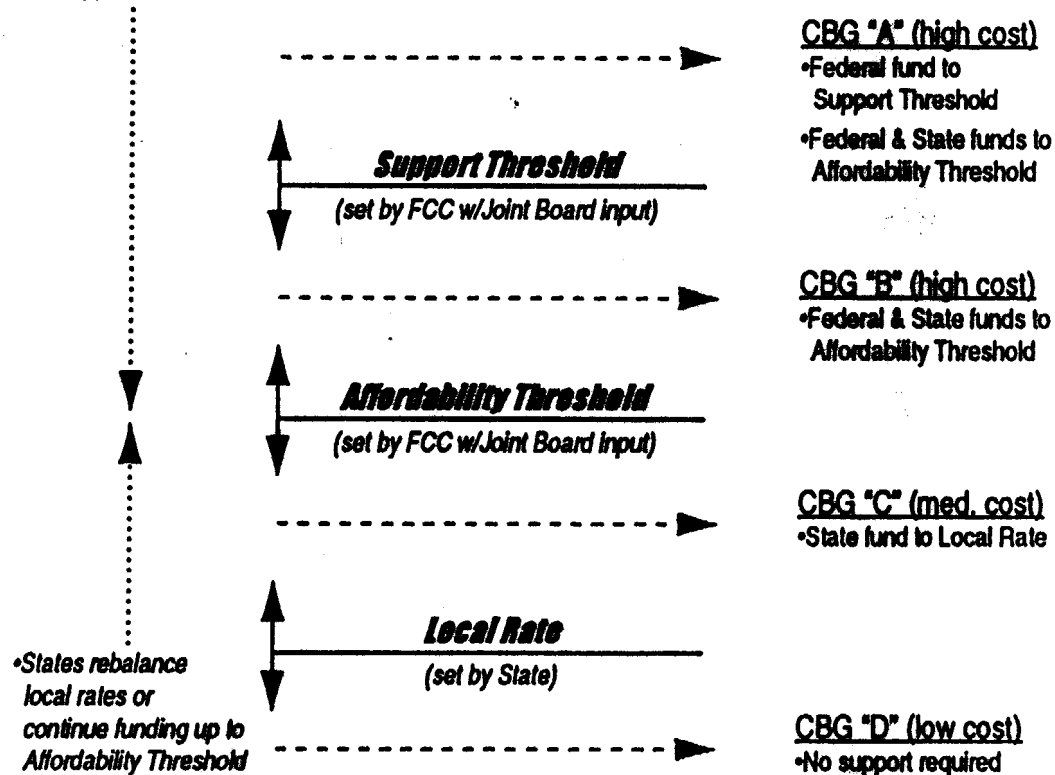 CBG "A" (high cost)
•Federal fund to
Support Threshold
•Federal & State funds to
Affordability Threshold
Support Threshold
(set by FCC w/Joint Board input)
CBG "B" (high cost)
•Federal & State funds to
Affordability Threshold
Affordability Threshold
(set by FCC w/Joint Board input)
CBG "C" (med. cost)
•State fund to Local Rate
Local Rate
(set by State)
•States rebalance
local rates or
continue funding up to
Affordability Threshold
CBG "D" (low cost)
•No support required